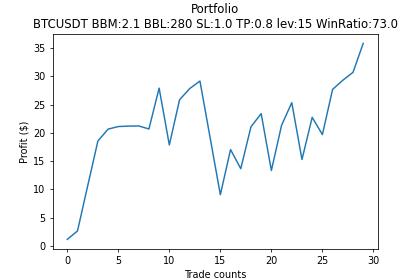 Portfolio
BTCUSDT BBM:2.1 BBL:280 SL:1.0 TP:0.8 lev:15 WinRatio:73.0
35
30
25
20
15
10
5
0
Profit ($)
0 5 10 15 20 25 30
Trade counts